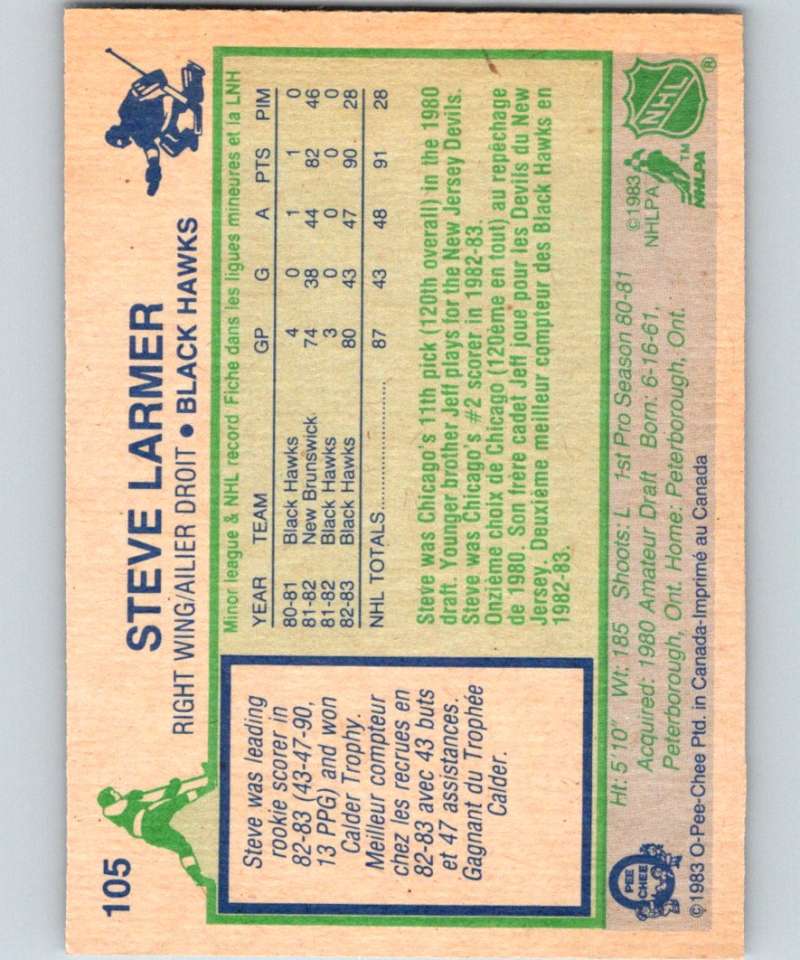 105
STEVE LARMER
RIGHT WING/AILIER DROIT • BLACK HAWKS
Steve was leading
rookie scorer in
82-83 (43-47-90,
13 PPG) and won
Calder Trophy.
Meilleur compteur
chez les recrues en
82-83 avec 43 buts
et 47 assistances.
Gagnant du Trophée
Calder.
Minor league & NHL record Fiche dans les ligues mineures et la LNH
YEAR TEAM GP G A PTS PIM
80-81 Black Hawks 4 0 1 1 0
81-82 New Brunswick 74 38 44 82 46
81-82 Black Hawks 3 0 0 0 0
82-83 Black Hawks 80 43 47 90 28
NHL TOTALS.................... 87 43 48 91 28
Steve was Chicago's 11th pick (120th overall) in the 1980
draft. Younger brother Jeff plays for the New Jersey Devils.
Steve was Chicago's #2 scorer in 1982-83.
Onzième choix de Chicago (120ème en tout) au repêchage
de 1980. Son frère cadet Jeff joue pour les Devils du New
Jersey. Deuxième meilleur compteur des Black Hawks en
1982-83.
Ht: 5'10" Wt: 185 Shoots: L 1st Pro Season 80-81
Acquired: 1980 Amateur Draft Born: 6-16-61,
Peterborough, Ont. Home: Peterborough, Ont.
©1983 O-Pee-Chee Ptd. in Canada-Imprimé au Canada
O PEE CHEE
©1983
NHLPA
NHLPA™
NHL®